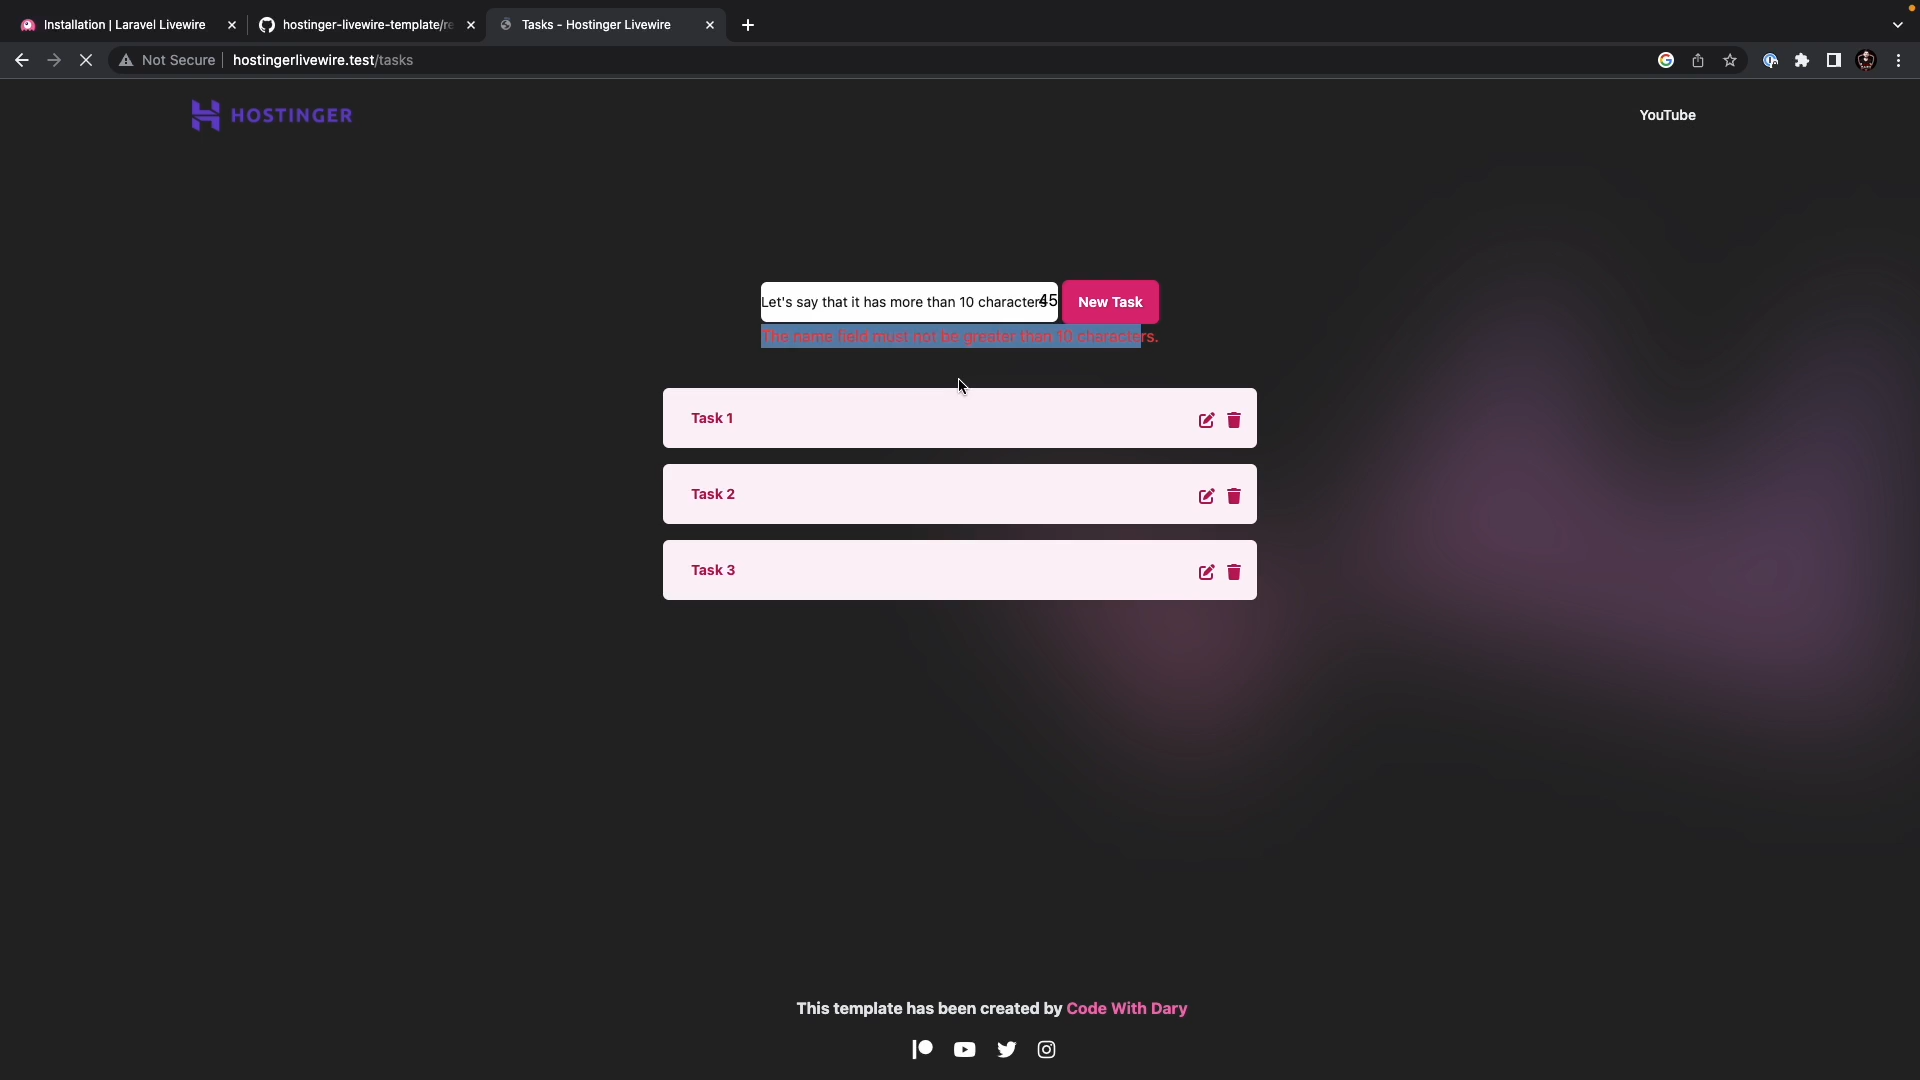 Installation | Laravel Livewire
hostinger-livewire-template/re
Tasks - Hostinger Livewire
Not Secure
hostingerlivewire.test/tasks
HOSTINGER
YouTube
Let's say that it has more than 10 characters
45
New Task
The name field must not be greater than 10 characters.
Task 1
Task 2
Task 3
This template has been created by Code With Dary